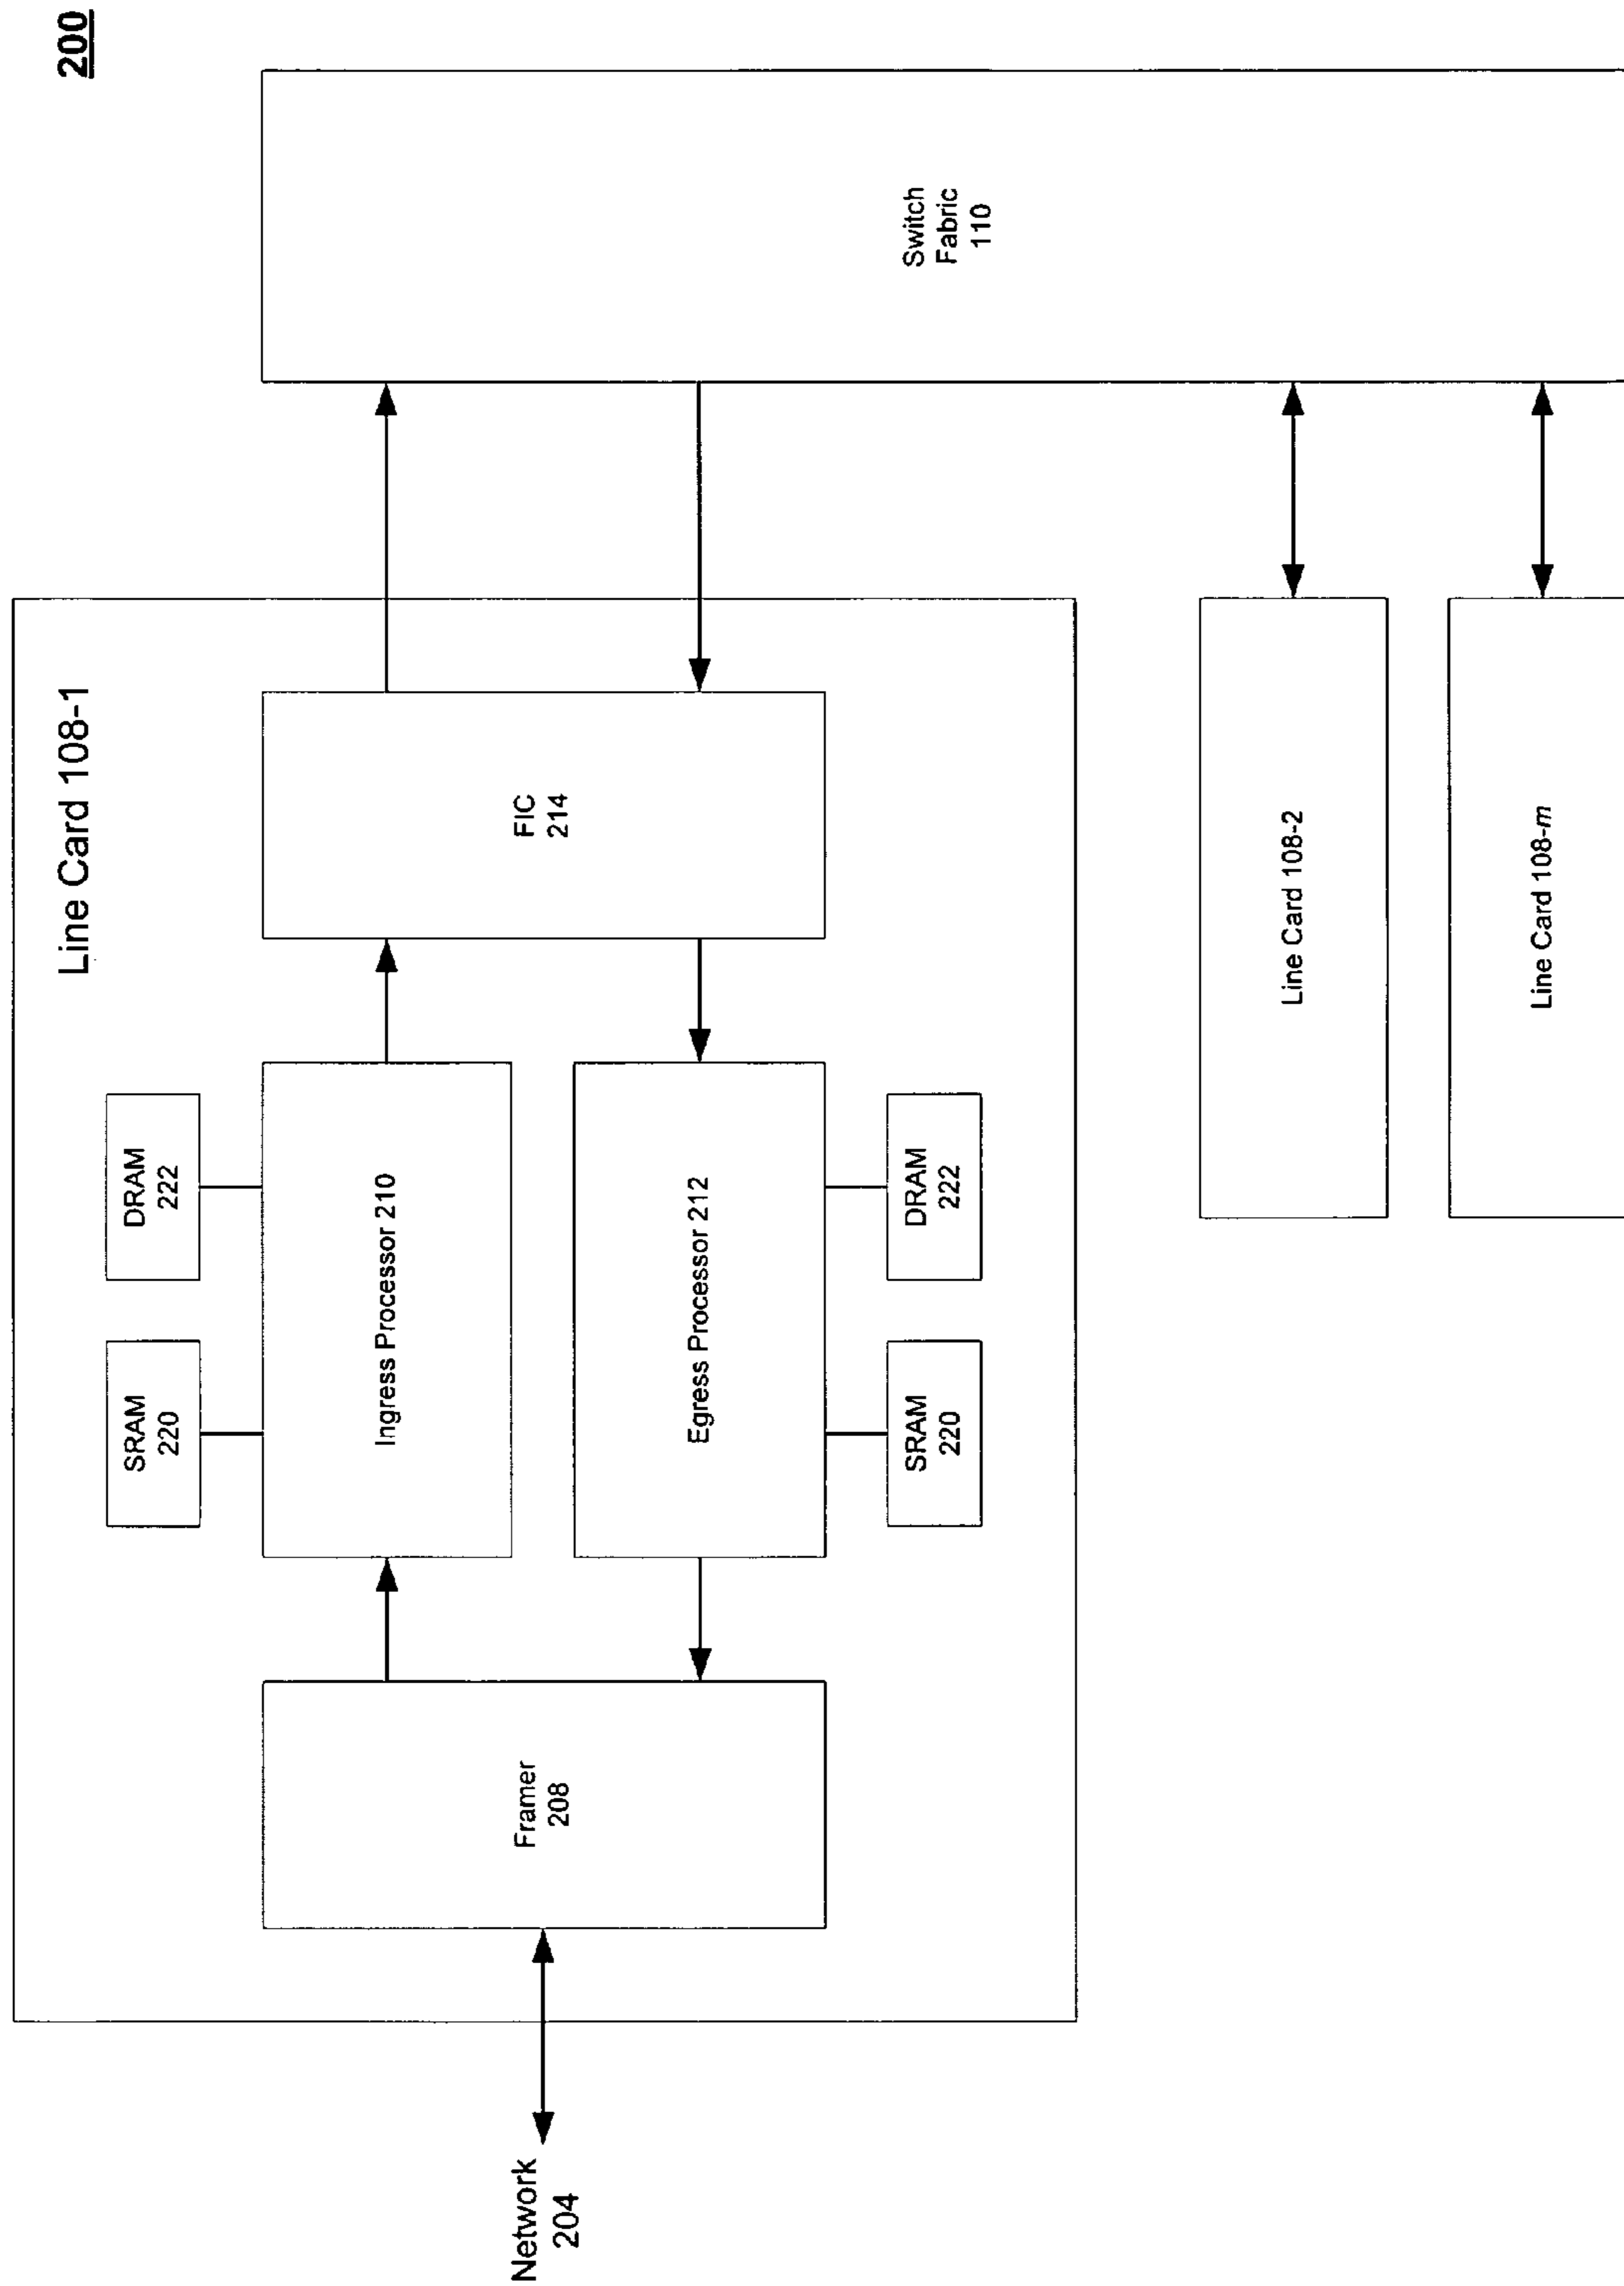 200
Line Card 108-1
SRAM
220
DRAM
222
Switch
Fabric
110
Ingress Processor 210
Framer
208
FIC
214
Network
204
Egress Processor 212
SRAM
220
DRAM
222
Line Card 108-2
Line Card 108-m